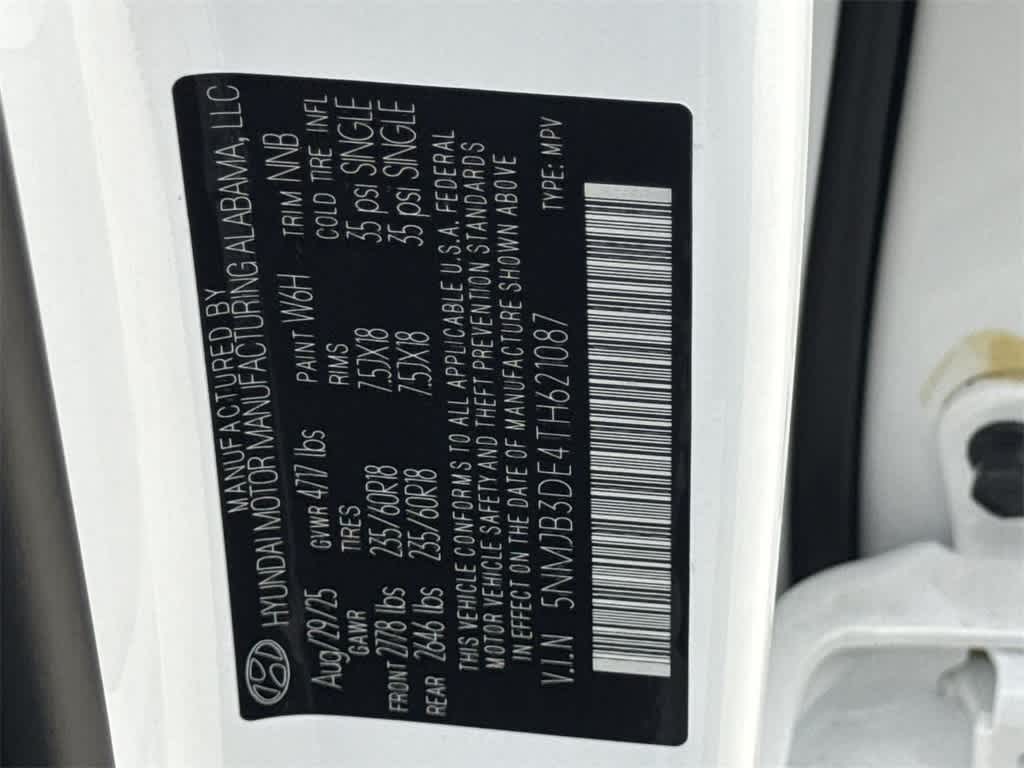 MANUFACTURED BY
HYUNDAI MOTOR MANUFACTURING ALABAMA, LLC
Aug/29/25 GVWR 4717 lbs PAINT W6H TRIM NNB
GAWR TIRES RIMS COLD TIRE INFL
FRONT 2778 lbs 235/60R18 7.5JX18 35 psi SINGLE
REAR 2646 lbs 235/60R18 7.5JX18 35 psi SINGLE
THIS VEHICLE CONFORMS TO ALL APPLICABLE U.S.A. FEDERAL
MOTOR VEHICLE SAFETY AND THEFT PREVENTION STANDARDS
IN EFFECT ON THE DATE OF MANUFACTURE SHOWN ABOVE
V.I.N 5NMJB3DE4TH621087 TYPE: MPV